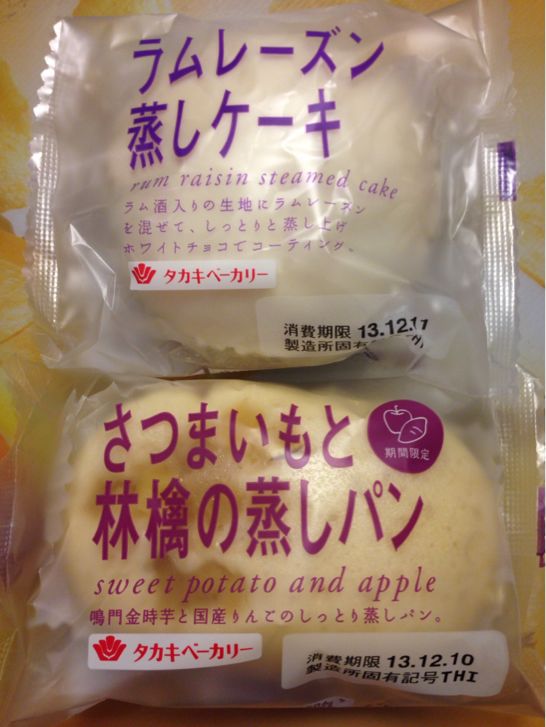 ラムレーズン
蒸しケーキ
rum raisin steamed cake
ラム酒入りの生地にラムレーズン
を混ぜて、しっとりと蒸し上げ
ホワイトチョコでコーティング。
タカキベーカリー
消費期限 13.12.11
製造所固有
さつまいもと
林檎の蒸しパン
期間限定
sweet potato and apple
鳴門金時芋と国産りんごのしっとり蒸しパン。
タカキベーカリー
消費期限 13.12.10
製造所固有記号THI